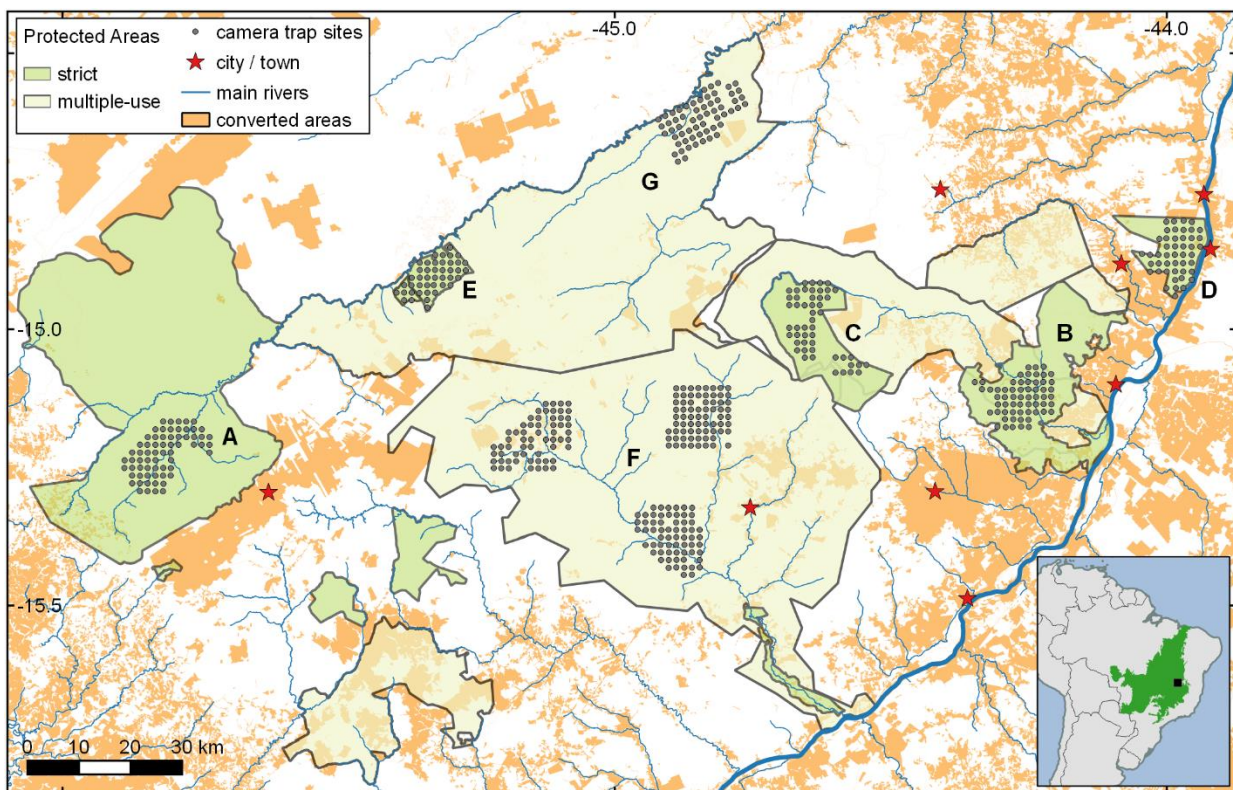 Protected Areas
strict
multiple-use
camera trap sites
city / town
main rivers
converted areas
-45.0
-44.0
G
E
D
-15.0
C
B
A
F
-15.5
0 10 20 30 km